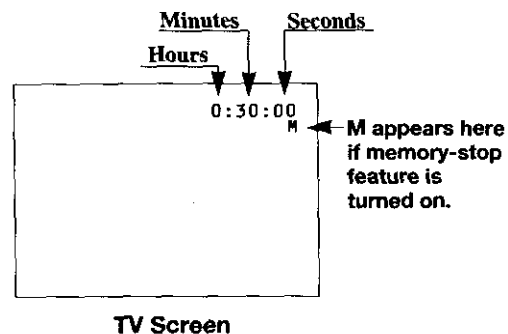 Minutes Seconds
Hours
0:30:00
M
M appears here
if memory-stop
feature is
turned on.
TV Screen